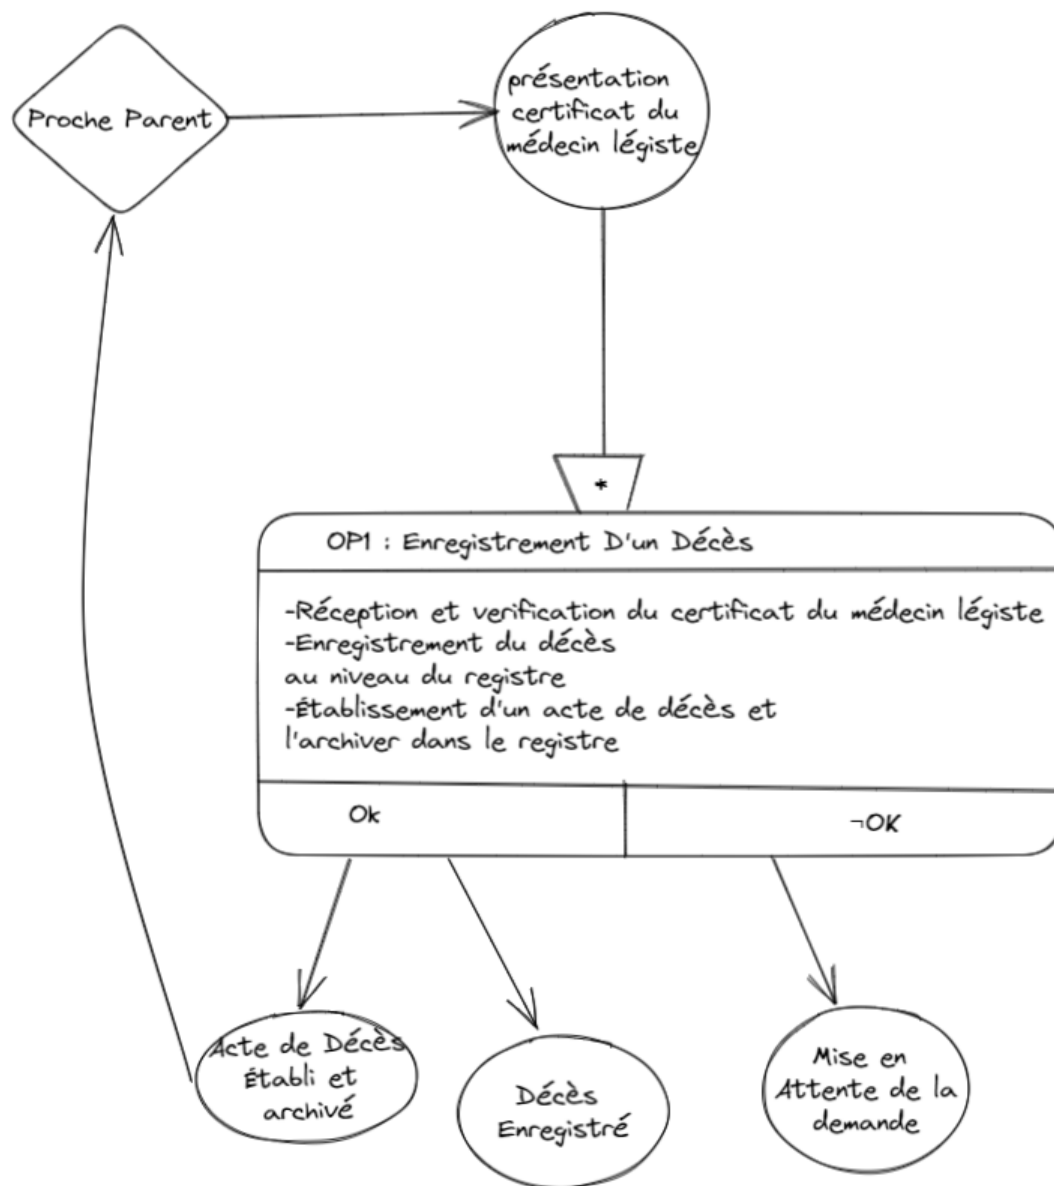 Proche Parent
présentation
certificat du
médecin légiste
*
OP1 : Enregistrement D'un Décès
-Réception et verification du certificat du médecin légiste
-Enregistrement du décès
au niveau du registre
-Établissement d'un acte de décès et
l'archiver dans le registre
Ok
¬OK
Acte de Décès
Établi et
archivé
Décès
Enregistré
Mise en
Attente de la
demande